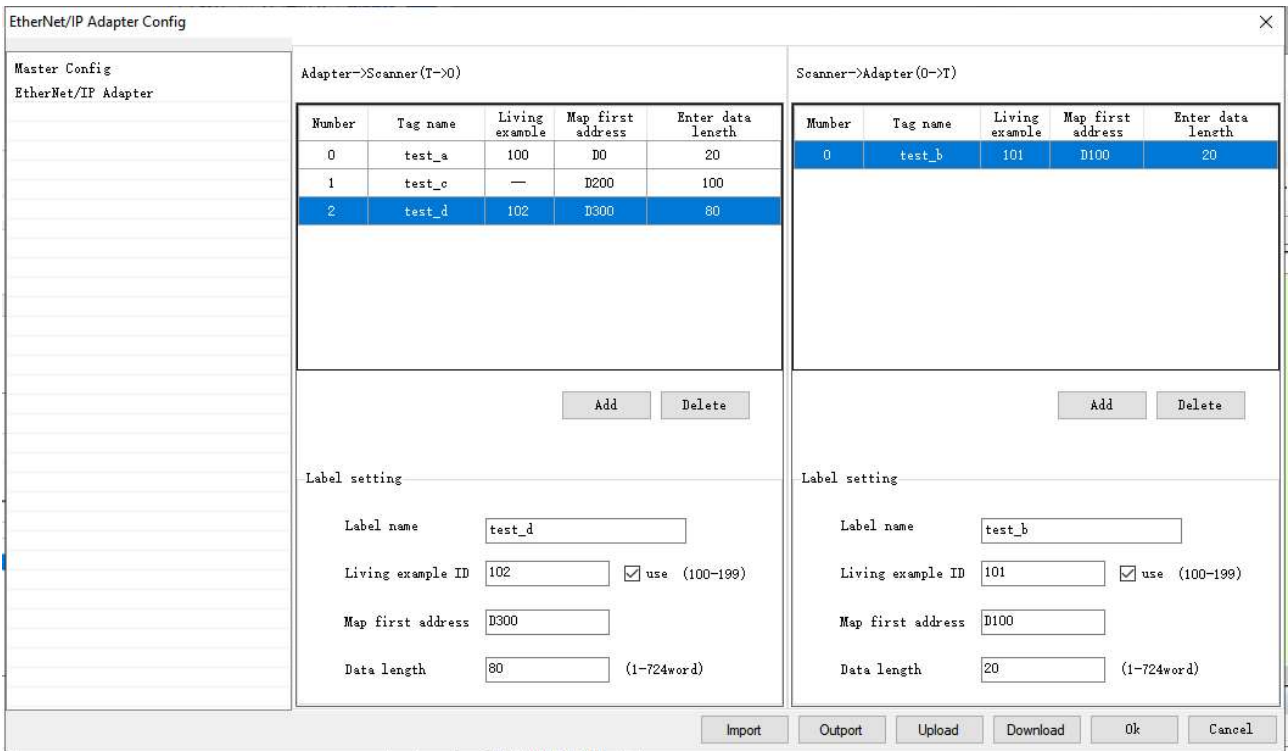 EtherNet/IP Adapter Config
Master Config
EtherNet/IP Adapter
Adapter->Scanner(T->O)
Number Tag name Living example Map first address Enter data length
0 test_a 100 D0 20
1 test_c — D200 100
2 test_d 102 D300 80
Add Delete
Label setting
Label name test_d
Living example ID 102 use (100-199)
Map first address D300
Data length 80 (1-724word)
Scanner->Adapter(O->T)
Mumber Tag name Living example Map first address Enter data length
0 test_b 101 D100 20
Add Delete
Label setting
Label name test_b
Living example ID 101 use (100-199)
Map first address D100
Data length 20 (1-724word)
Import Outport Upload Download Ok Cancel